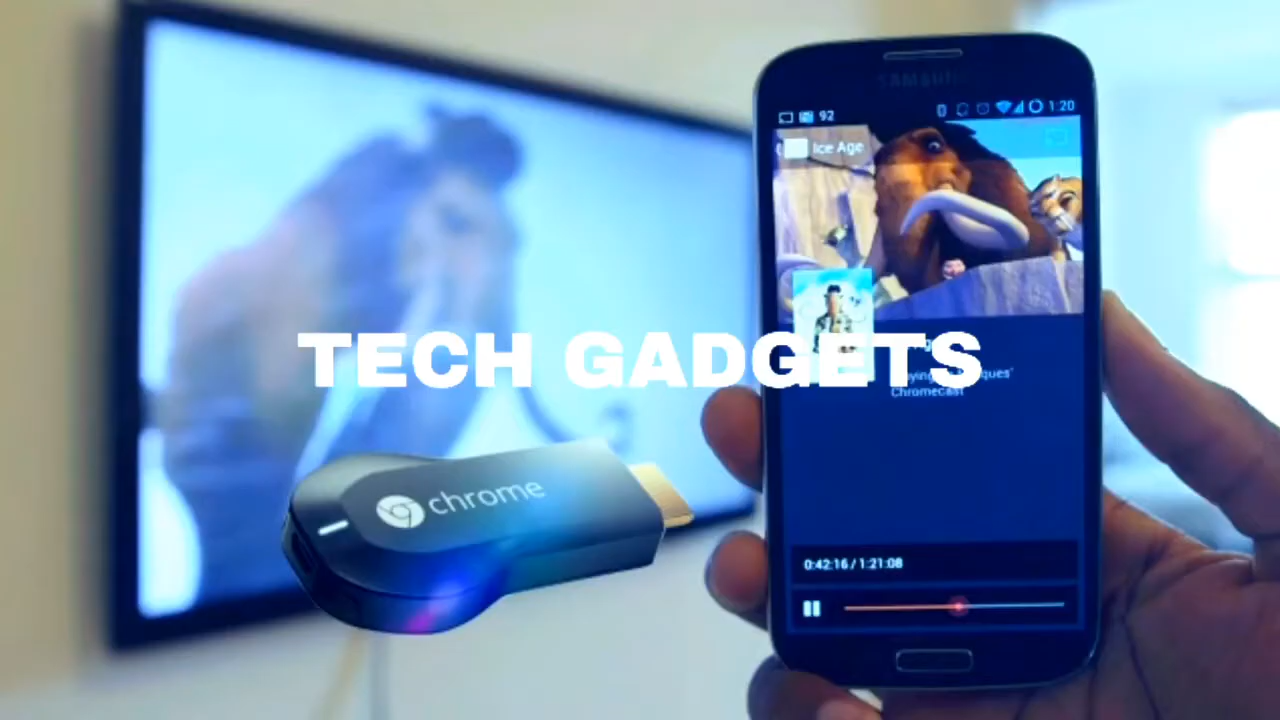 SAMSUNG
92
1:20
Ice Age
TECH GADGETS
Chromecast
chrome
0:42:16 / 1:21:08